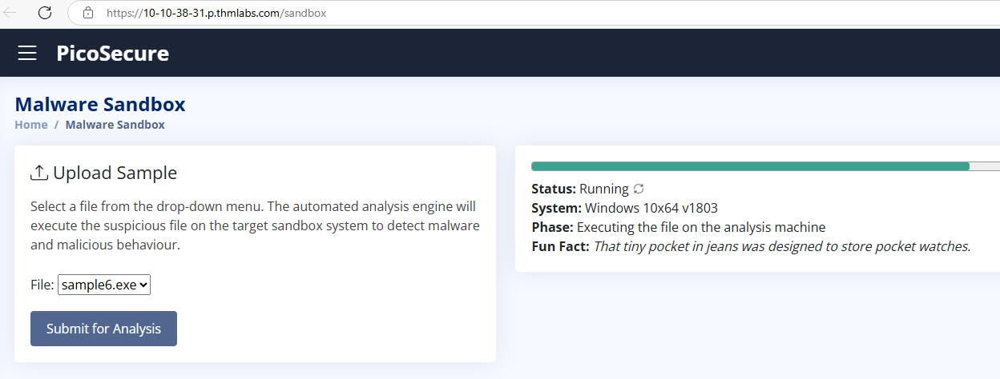 https://10-10-38-31.p.thmlabs.com/sandbox
PicoSecure
Malware Sandbox
Home / Malware Sandbox
Upload Sample
Select a file from the drop-down menu. The automated analysis engine will
execute the suspicious file on the target sandbox system to detect malware
and malicious behaviour.
File: sample6.exe
Submit for Analysis
Status: Running
System: Windows 10x64 v1803
Phase: Executing the file on the analysis machine
Fun Fact: That tiny pocket in jeans was designed to store pocket watches.